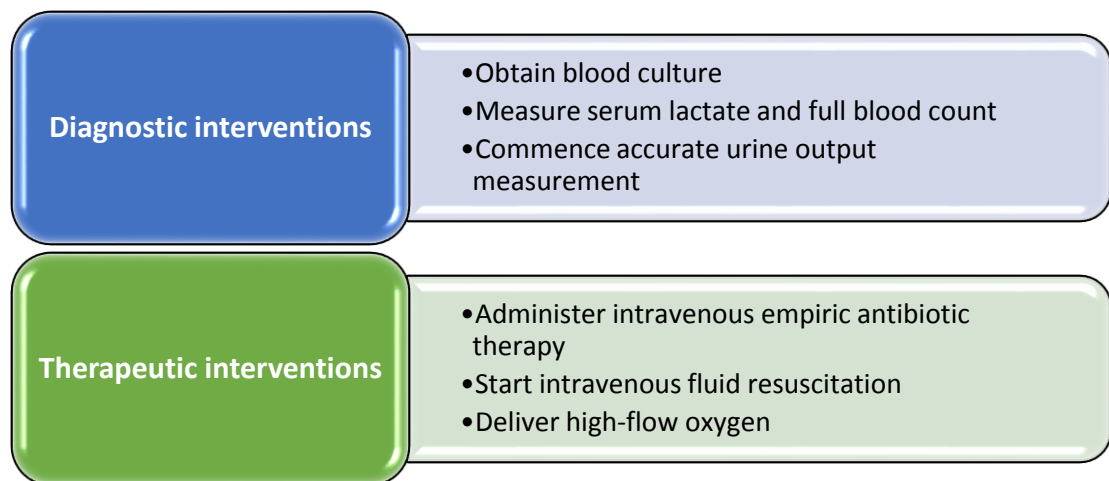 Diagnostic interventions
•Obtain blood culture
•Measure serum lactate and full blood count
•Commence accurate urine output
measurement
Therapeutic interventions
•Administer intravenous empiric antibiotic
therapy
•Start intravenous fluid resuscitation
•Deliver high-flow oxygen